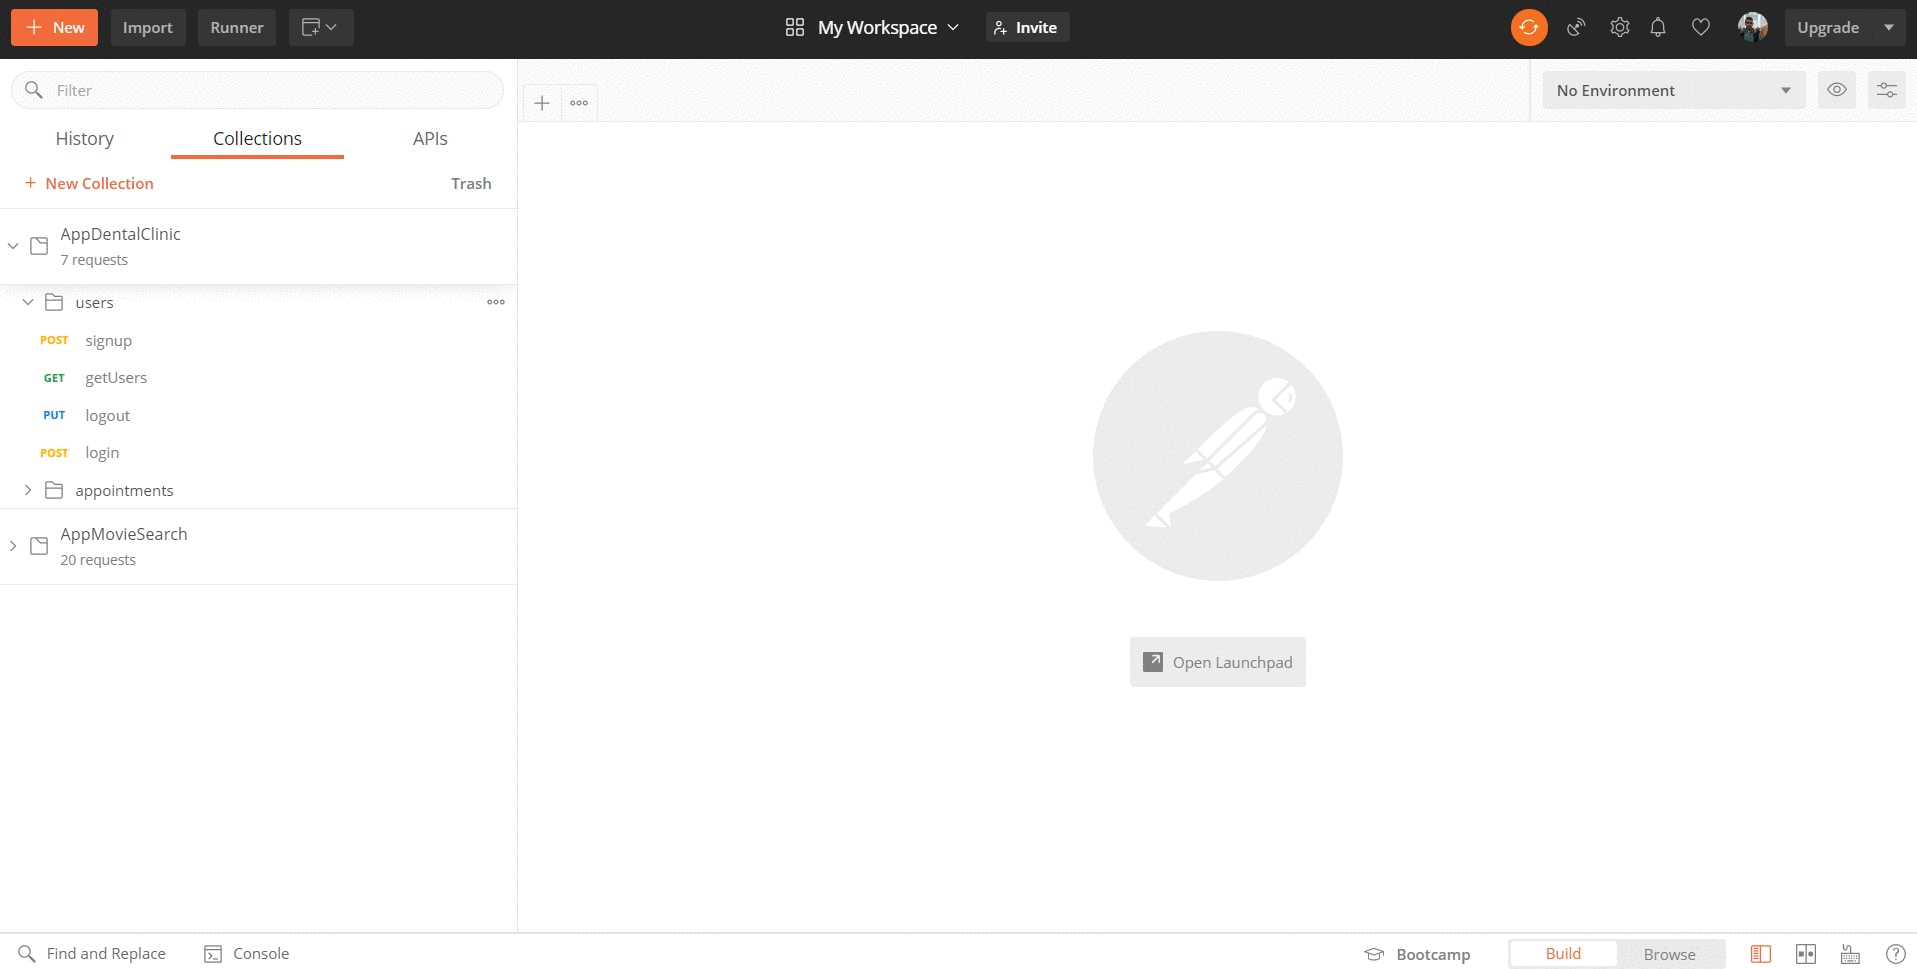 New Import Runner My Workspace Invite Upgrade
Filter
No Environment
History Collections APIs
New Collection Trash
AppDentalClinic
7 requests
users
POST signup
GET getUsers
PUT logout
POST login
appointments
AppMovieSearch
20 requests
Open Launchpad
Find and Replace Console Bootcamp Build Browse